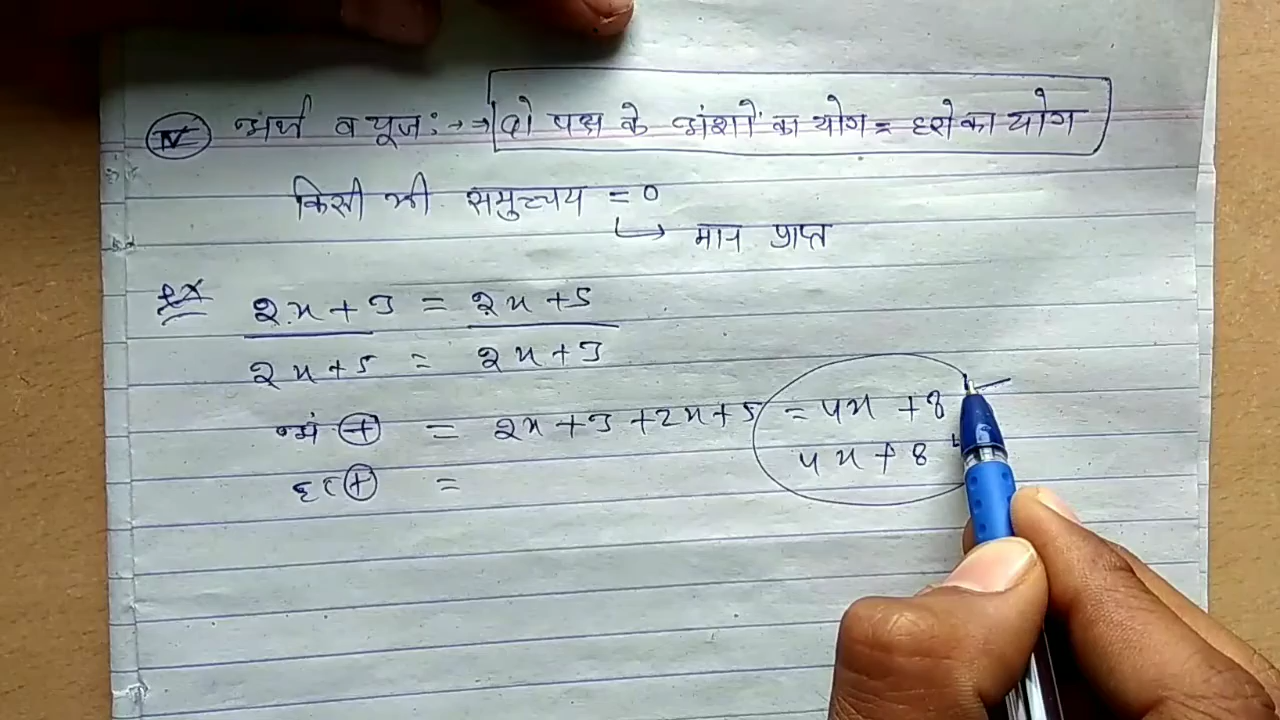 IV अर्थ व यूज :→→ दो पक्ष के अंशों का योग = हरो का योग
किसी भी समुच्चय = 0
↳ मान प्राप्त
ex 2x + 3 = 2x + 5
2x + 5 = 2x + 3
अं + = 2x + 3 + 2x + 5 = 4x + 8
4x + 8
हर + =